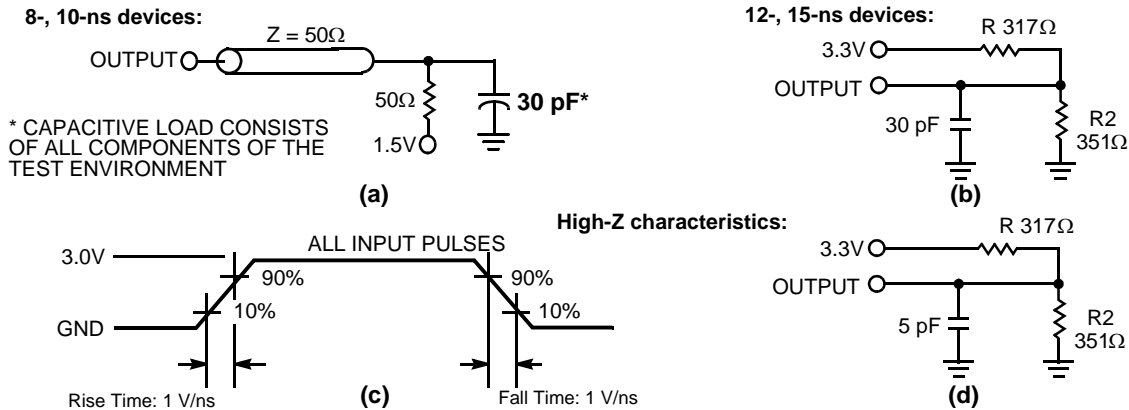 8-, 10-ns devices:
Z = 50Ω
OUTPUT
50Ω
30 pF*
1.5V
* CAPACITIVE LOAD CONSISTS
OF ALL COMPONENTS OF THE
TEST ENVIRONMENT
(a)
12-, 15-ns devices:
R 317Ω
3.3V
OUTPUT
30 pF
R2
351Ω
(b)
3.0V
ALL INPUT PULSES
90%
10%
GND
90%
10%
Rise Time: 1 V/ns
(c)
Fall Time: 1 V/ns
High-Z characteristics:
R 317Ω
3.3V
OUTPUT
5 pF
R2
351Ω
(d)